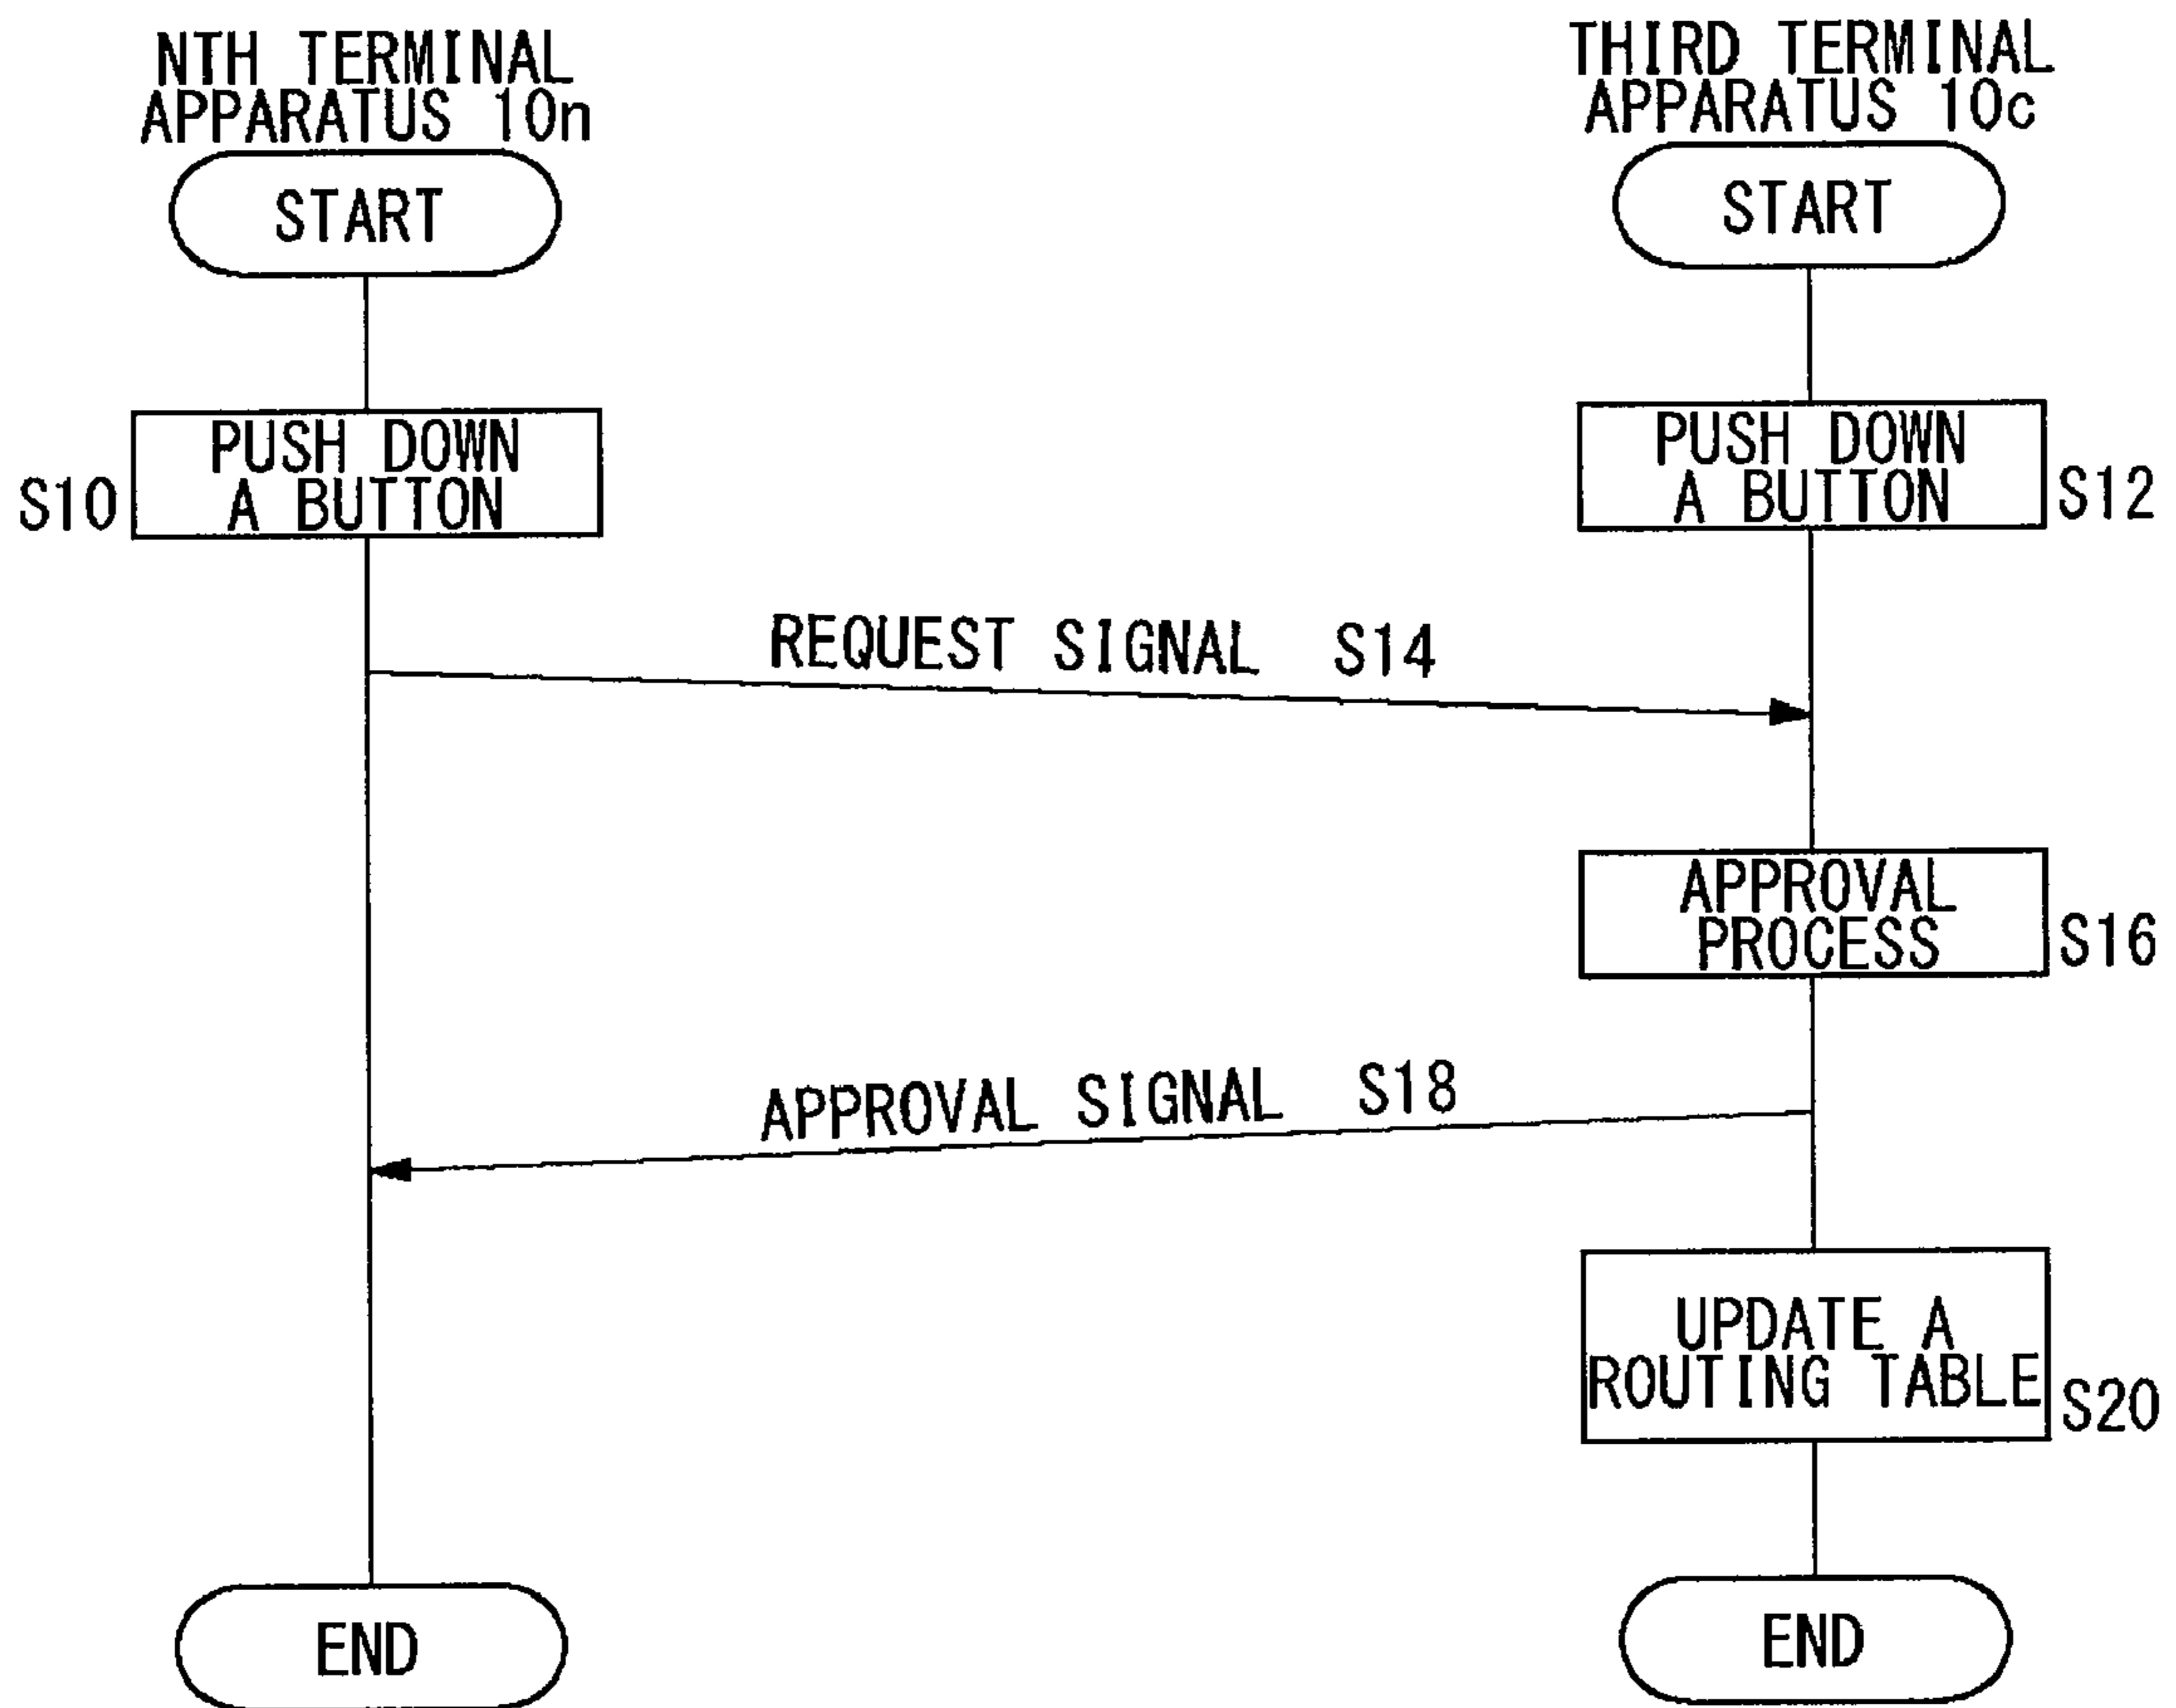 NTH TERMINAL
APPARATUS 10n
THIRD TERMINAL
APPARATUS 10c
START
START
PUSH DOWN
A BUTTON
S10
PUSH DOWN
A BUTTON
S12
REQUEST SIGNAL S14
APPROVAL
PROCESS
S16
APPROVAL SIGNAL S18
UPDATE A
ROUTING TABLE
S20
END
END